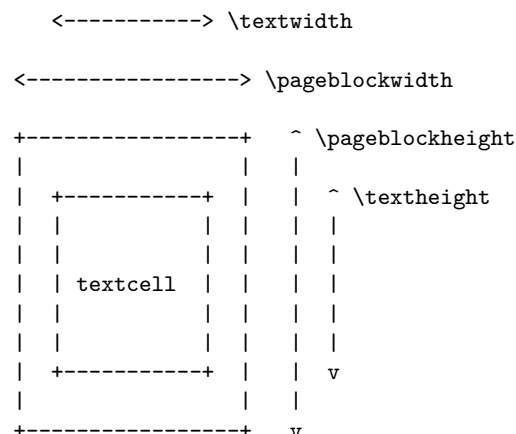 <-----------> \textwidth
<-----------------> \pageblockwidth
+-----------------+ ^ \pageblockheight
| | |
| +-----------+ | | ^ \textheight
| | | | | |
| | | | | |
| | textcell | | | |
| | | | | |
| | | | | |
| +-----------+ | | v
| | |
+-----------------+ v